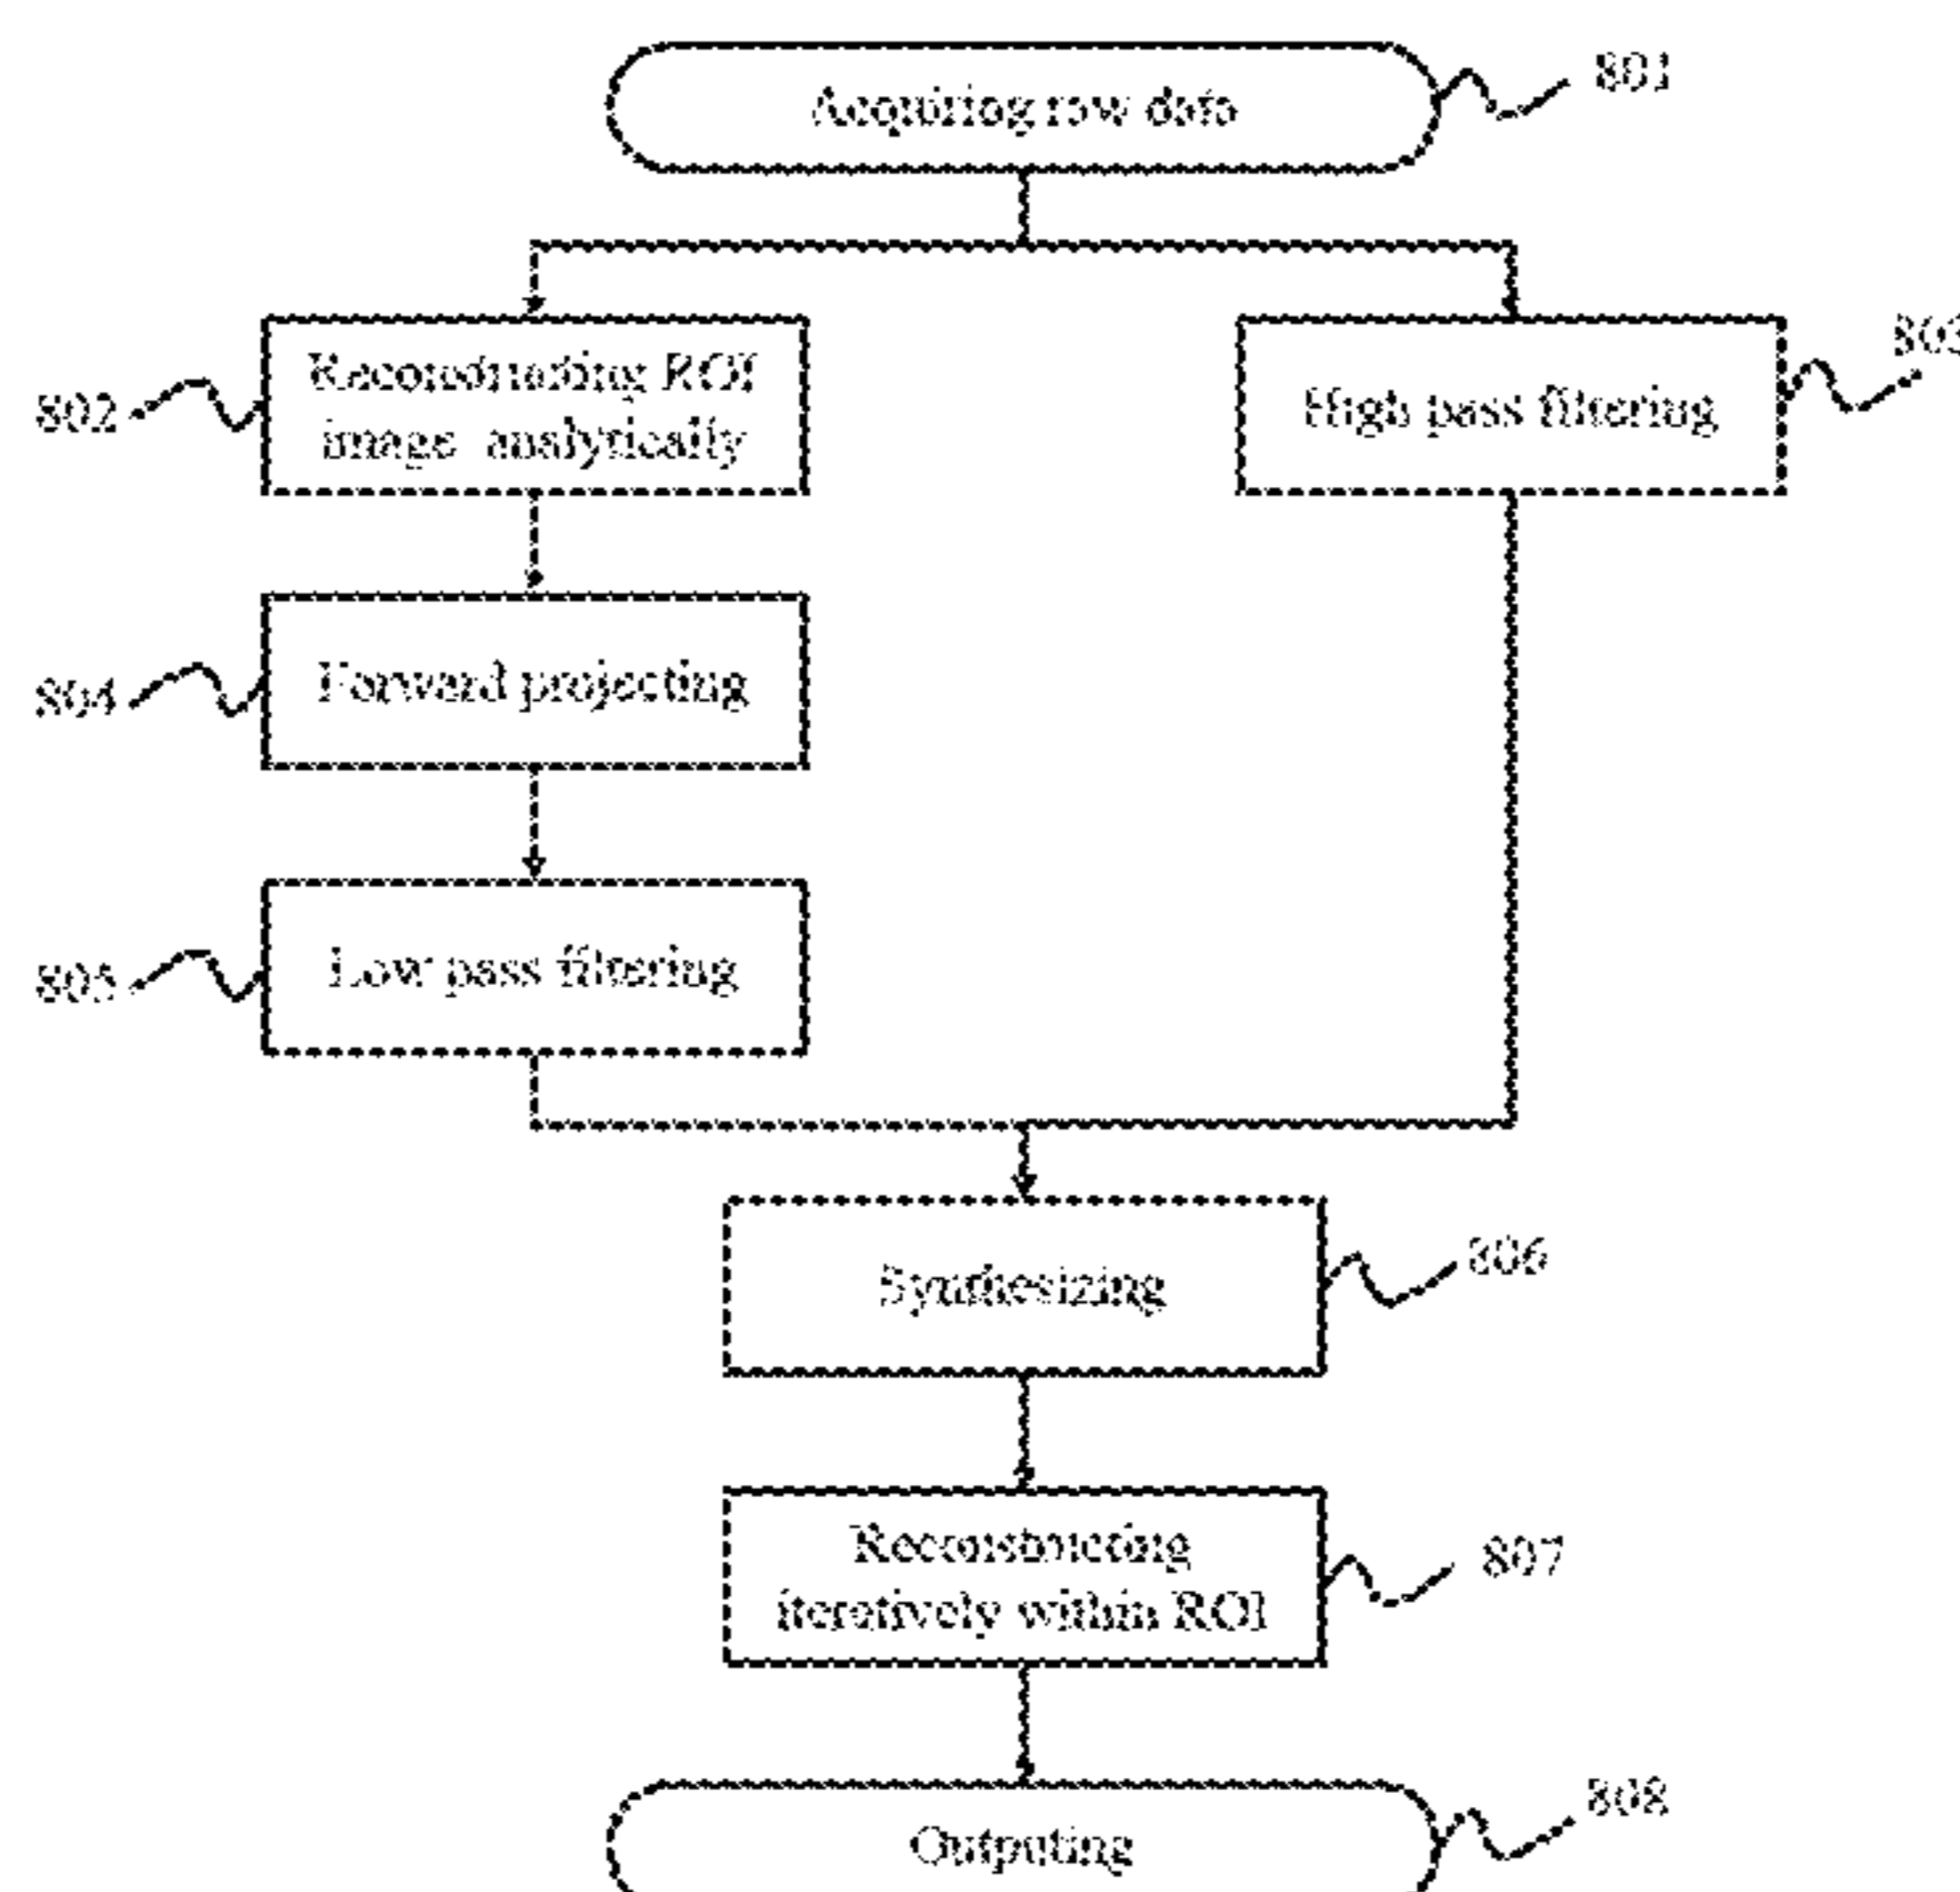 Acquiring raw data
801
Reconstructing ROI
image analytically
802
High pass filtering
803
Forward projecting
804
Low pass filtering
805
Synthesizing
806
Reconstructing
iteratively within ROI
807
Outputing
808